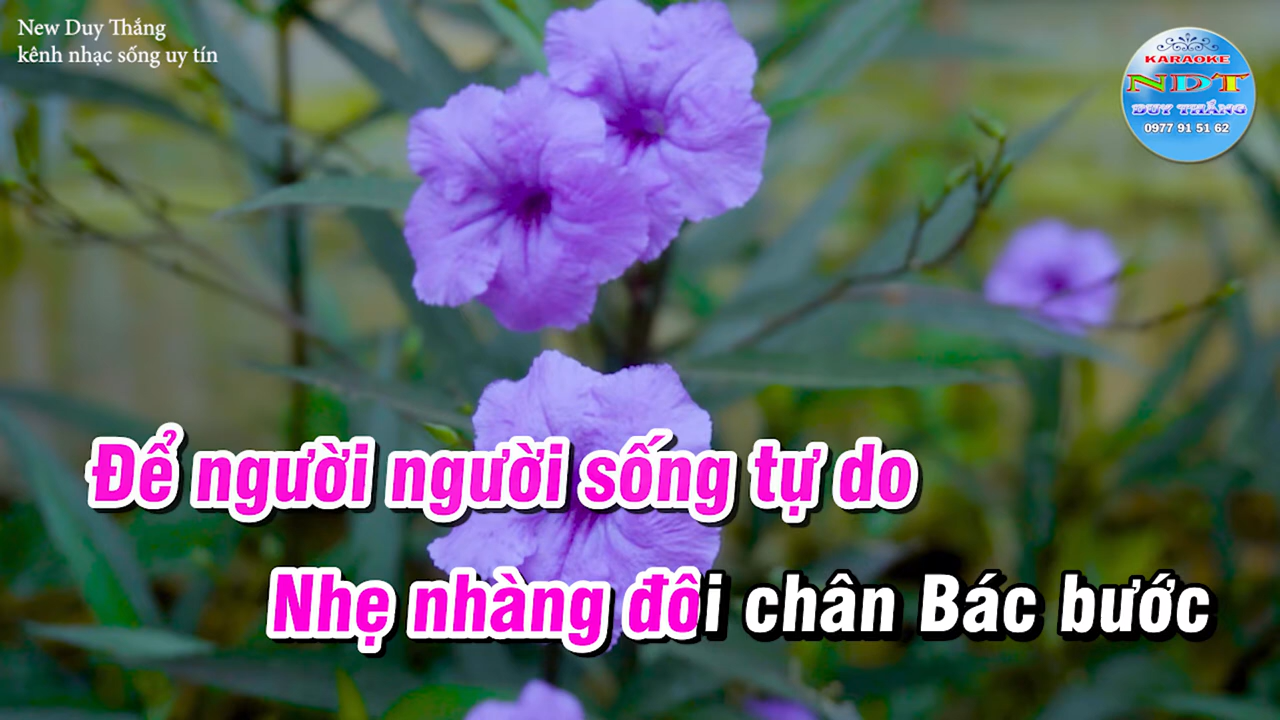 New Duy Thắng
kênh nhạc sống uy tín
KARAOKE
NDT
DUY THẮNG
0977 91 51 62
Để người người sống tự do
Nhẹ nhàng đôi chân Bác bước